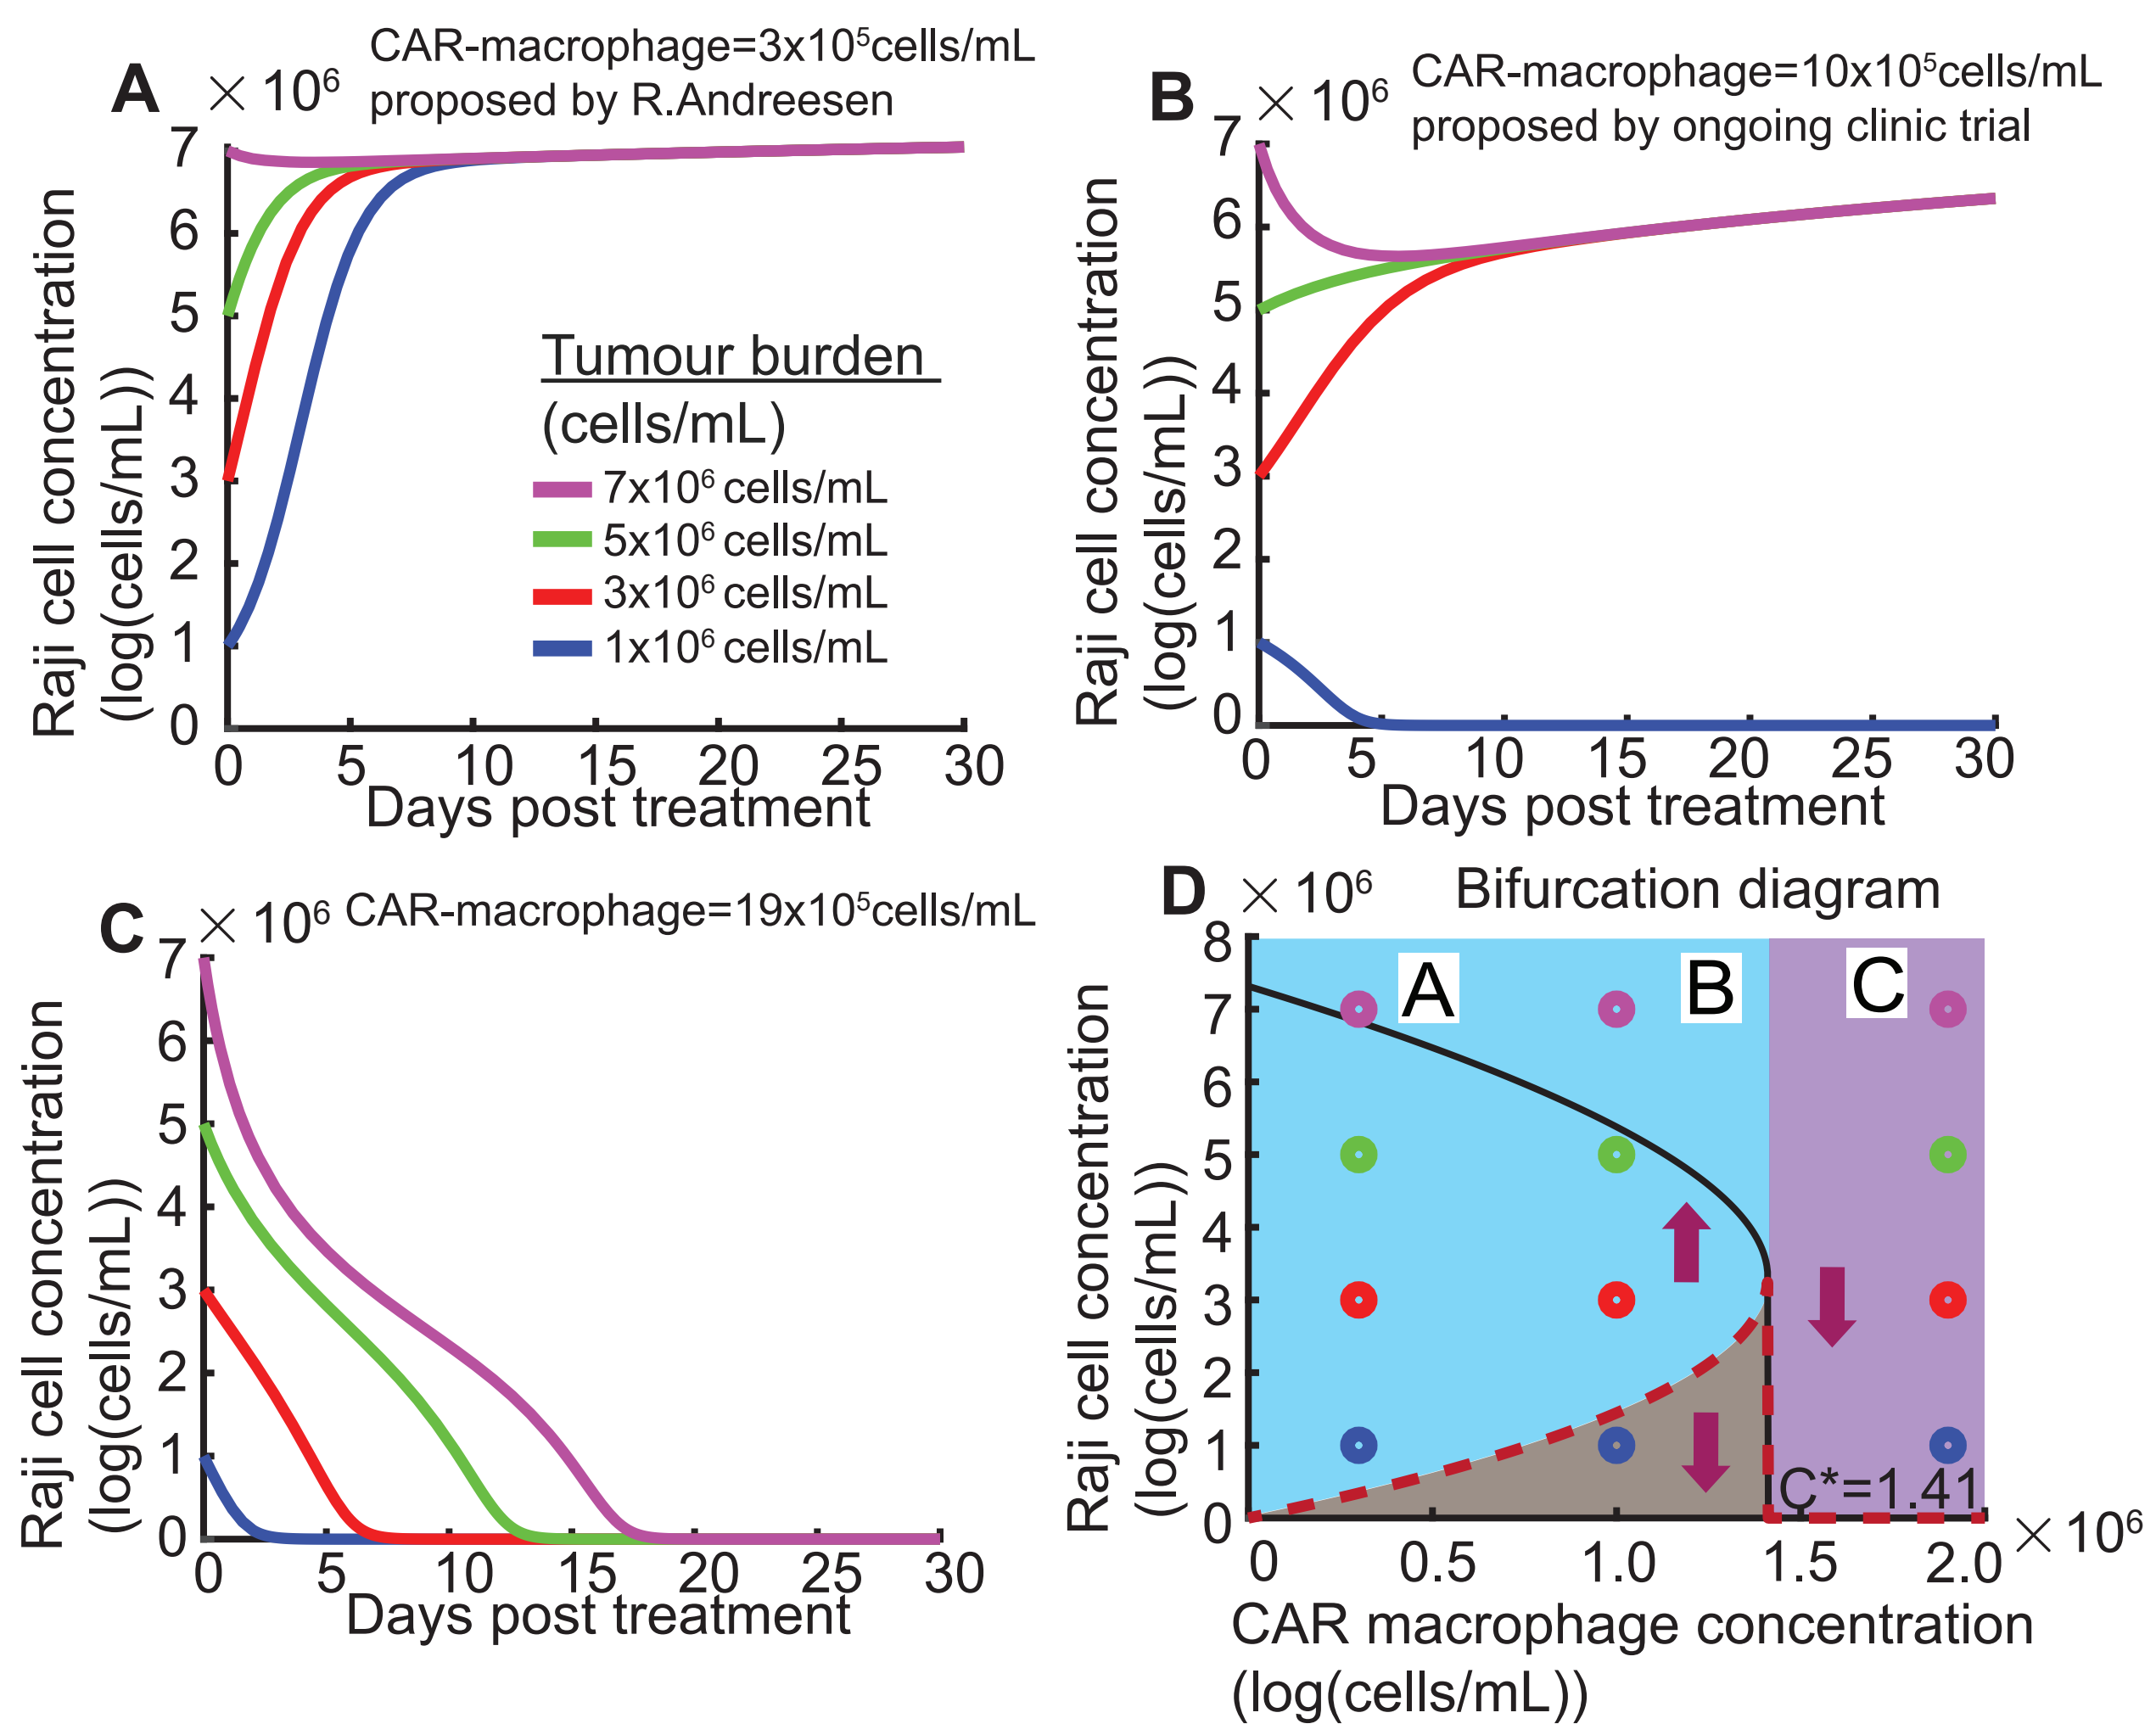 A
× 10⁶
CAR-macrophage=3x10⁵cells/mL
proposed by R.Andreesen
Raji cell concentration
(log(cells/mL))
7
6
5
4
3
2
1
0
Tumour burden
(cells/mL)
7x10⁶ cells/mL
5x10⁶ cells/mL
3x10⁶ cells/mL
1x10⁶ cells/mL
0 5 10 15 20 25 30
Days post treatment
B
× 10⁶
CAR-macrophage=10x10⁵cells/mL
proposed by ongoing clinic trial
Raji cell concentration
(log(cells/mL))
7
6
5
4
3
2
1
0
0 5 10 15 20 25 30
Days post treatment
C
× 10⁶
CAR-macrophage=19x10⁵cells/mL
Raji cell concentration
(log(cells/mL))
7
6
5
4
3
2
1
0
0 5 10 15 20 25 30
Days post treatment
D
× 10⁶
Bifurcation diagram
Raji cell concentration
(log(cells/mL))
8
7
6
5
4
3
2
1
0
A
B
C
C*=1.41
0 0.5 1.0 1.5 2.0
× 10⁶
CAR macrophage concentration
(log(cells/mL))